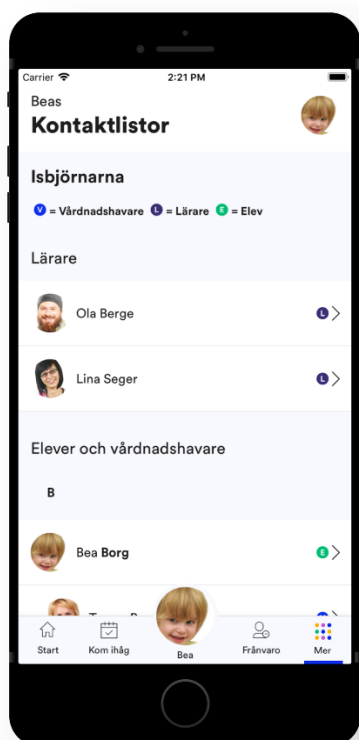 Carrier 2:21 PM
Beas
Kontaktlistor
Isbjörnarna
V = Vårdnadshavare L = Lärare E = Elev
Lärare
Ola Berge L
Lina Seger L
Elever och vårdnadshavare
B
Bea Borg E
Start Kom ihåg Bea Frånvaro Mer